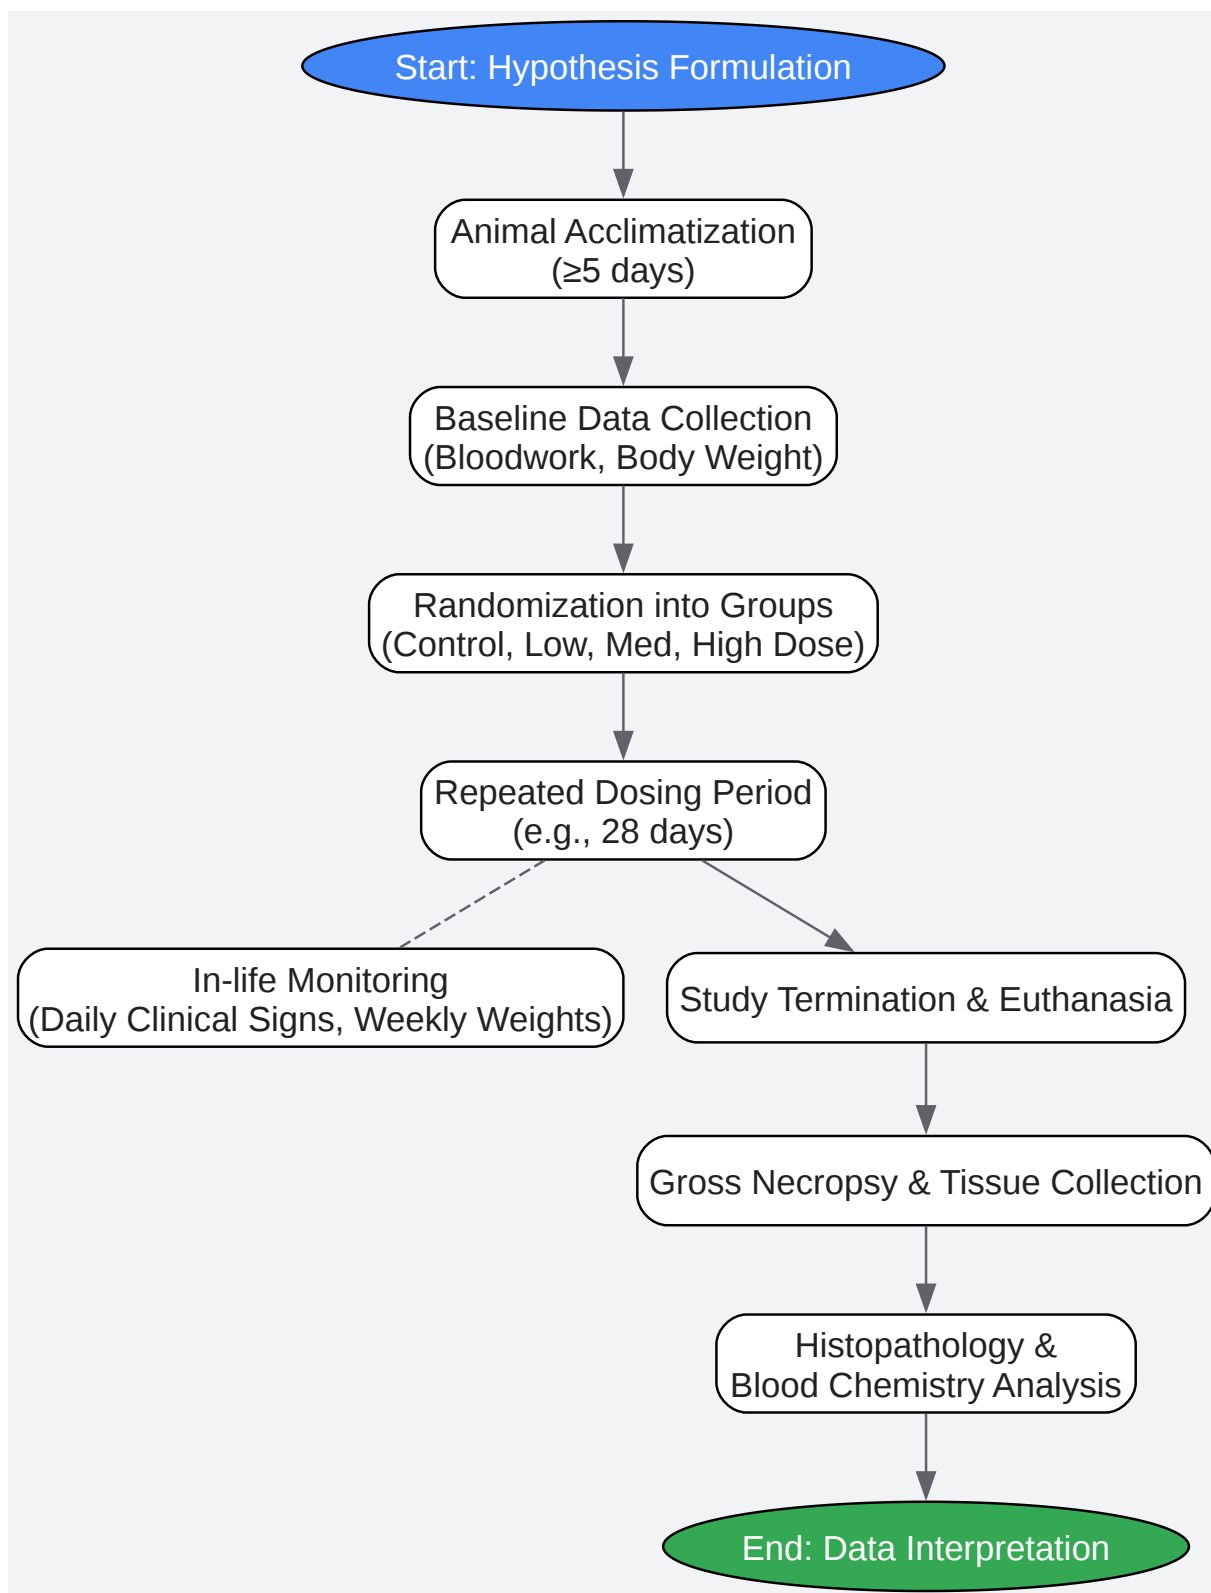 Start: Hypothesis Formulation
Animal Acclimatization
(≥5 days)
Baseline Data Collection
(Bloodwork, Body Weight)
Randomization into Groups
(Control, Low, Med, High Dose)
Repeated Dosing Period
(e.g., 28 days)
In-life Monitoring
(Daily Clinical Signs, Weekly Weights)
Study Termination & Euthanasia
Gross Necropsy & Tissue Collection
Histopathology &
Blood Chemistry Analysis
End: Data Interpretation